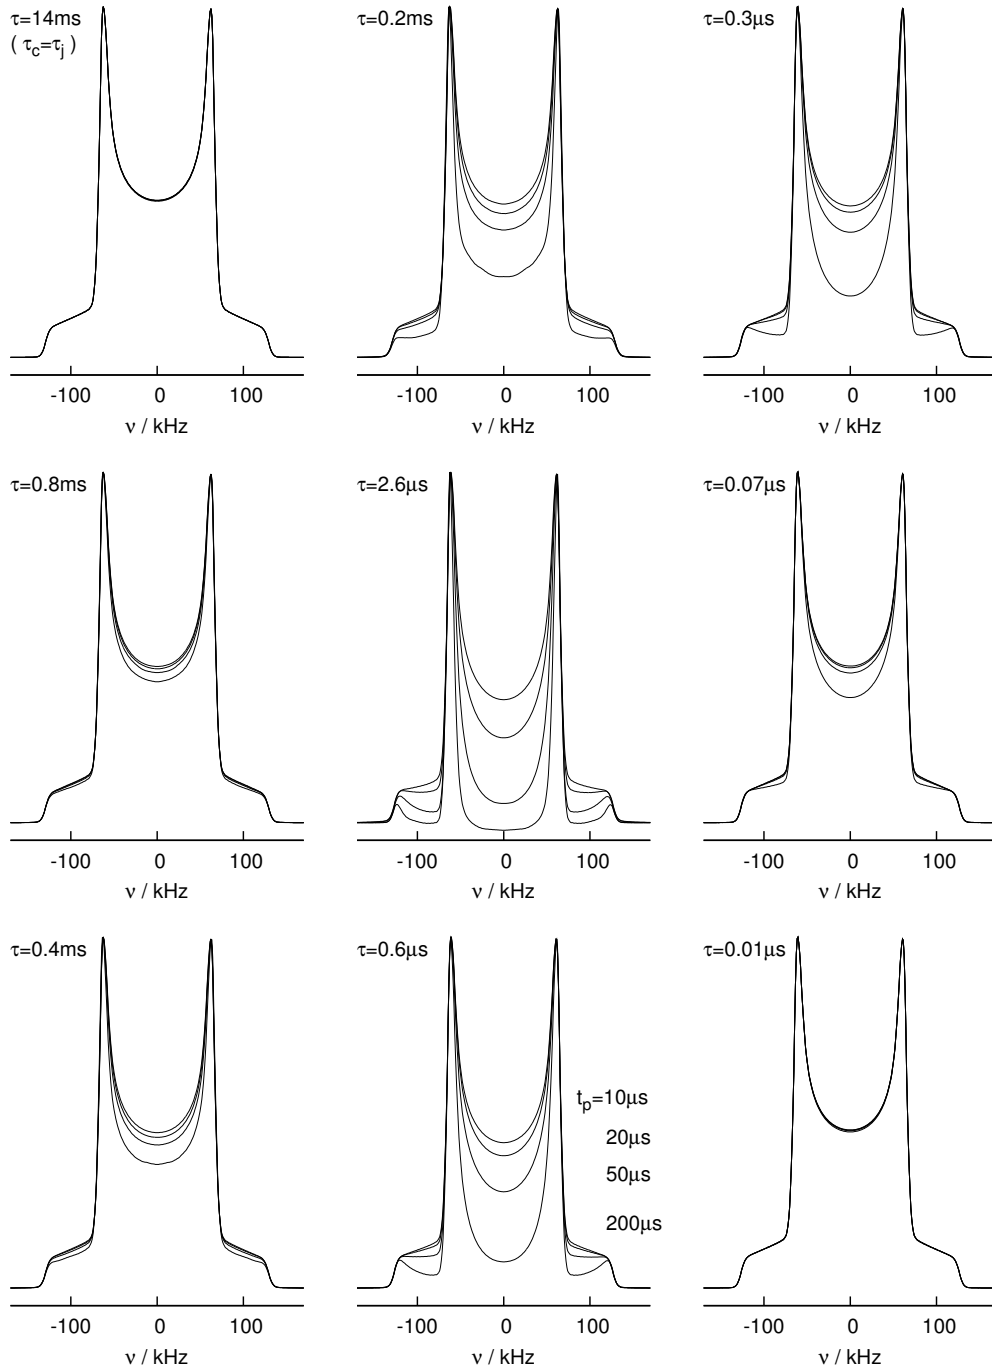 τ=14ms
( τc=τj )
τ=0.2ms
τ=0.3μs
-100 0 100
ν / kHz
-100 0 100
ν / kHz
-100 0 100
ν / kHz
τ=0.8ms
τ=2.6μs
τ=0.07μs
-100 0 100
ν / kHz
-100 0 100
ν / kHz
-100 0 100
ν / kHz
τ=0.4ms
τ=0.6μs
τ=0.01μs
tp=10μs
20μs
50μs
200μs
-100 0 100
ν / kHz
-100 0 100
ν / kHz
-100 0 100
ν / kHz